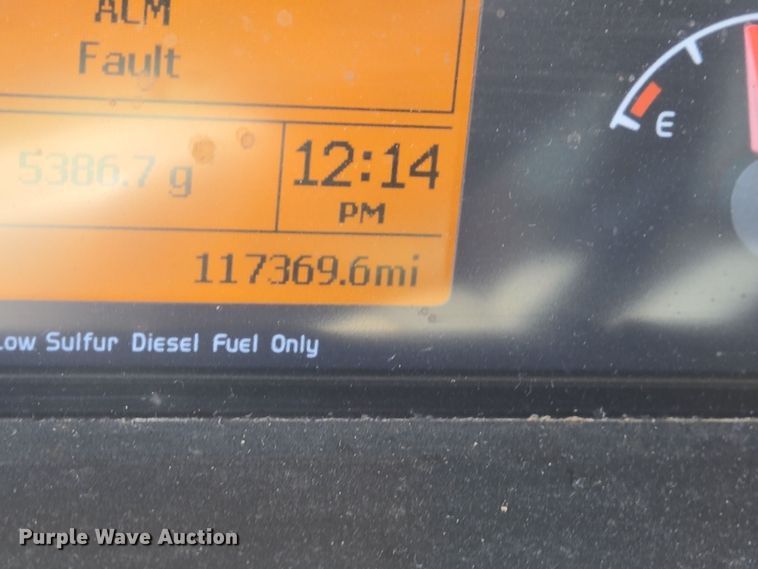 ACM
Fault
5386.7 g
12:14
PM
117369.6mi
E
Low Sulfur Diesel Fuel Only
Purple Wave Auction